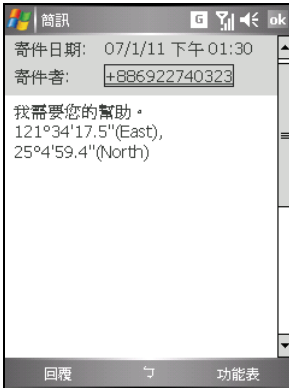 簡訊 G ok
寄件日期: 07/1/11 下午 01:30
寄件者: +886922740323
我需要您的幫助。
121°34'17.5"(East),
25°4'59.4"(North)
回覆 ㄅ 功能表